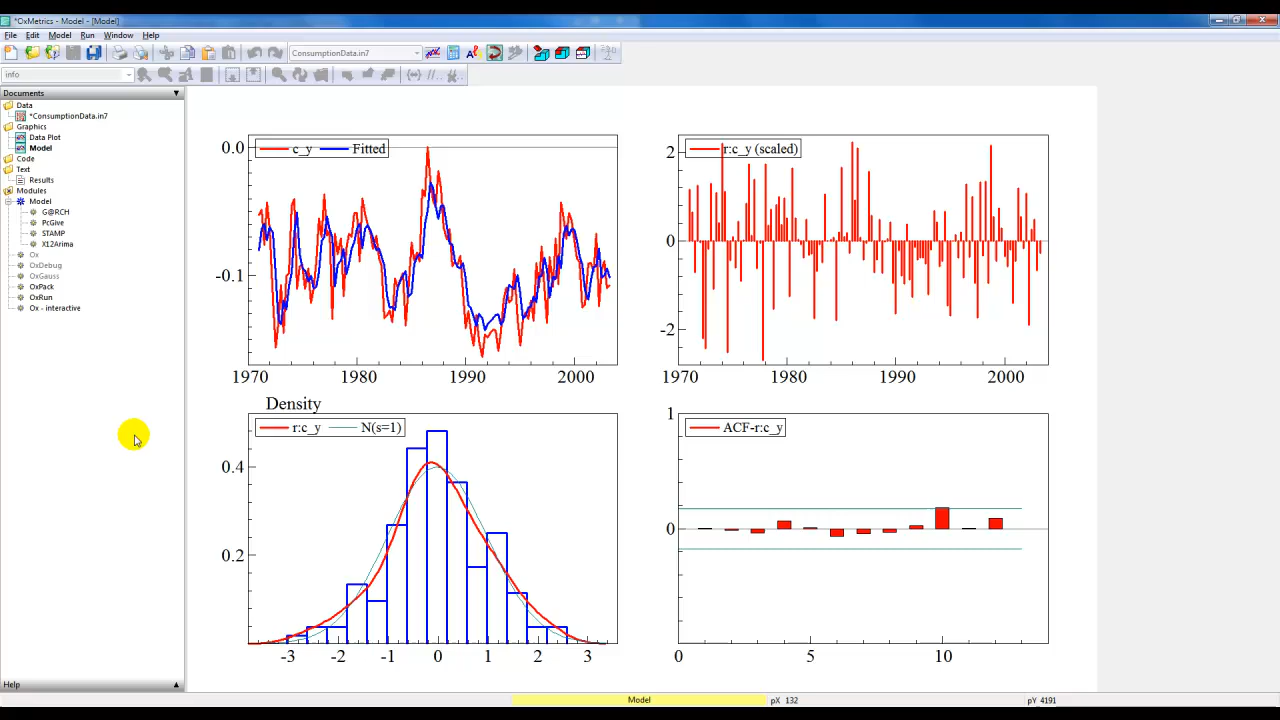 *OxMetrics - Model - [Model]
File Edit Model Run Window Help
ConsumptionData.in7
info
Documents
Data
*ConsumptionData.in7
Graphics
Data Plot
Model
Code
Text
Results
Modules
Model
G@RCH
PcGive
STAMP
X12Arima
Ox
OxDebug
OxGauss
OxPack
OxRun
Ox - interactive
Help
c_y Fitted
0.0
-0.1
1970 1980 1990 2000
r:c_y (scaled)
2
0
-2
1970 1980 1990 2000
Density
r:c_y N(s=1)
0.4
0.2
-3 -2 -1 0 1 2 3
ACF-r:c_y
1
0
0 5 10
Model pX 132 pY 4191